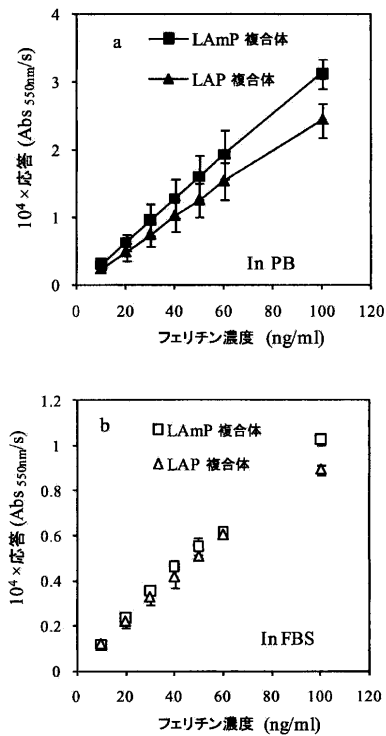 a
LAmP 複合体
LAP 複合体
10⁴×応答 (Abs 550nm/s)
4
3
2
1
0
In PB
0 20 40 60 80 100 120
フェリチン濃度 (ng/ml)
b
LAmP 複合体
LAP 複合体
10⁴×応答 (Abs 550nm/s)
1.2
1
0.8
0.6
0.4
0.2
0
In FBS
0 20 40 60 80 100 120
フェリチン濃度 (ng/ml)